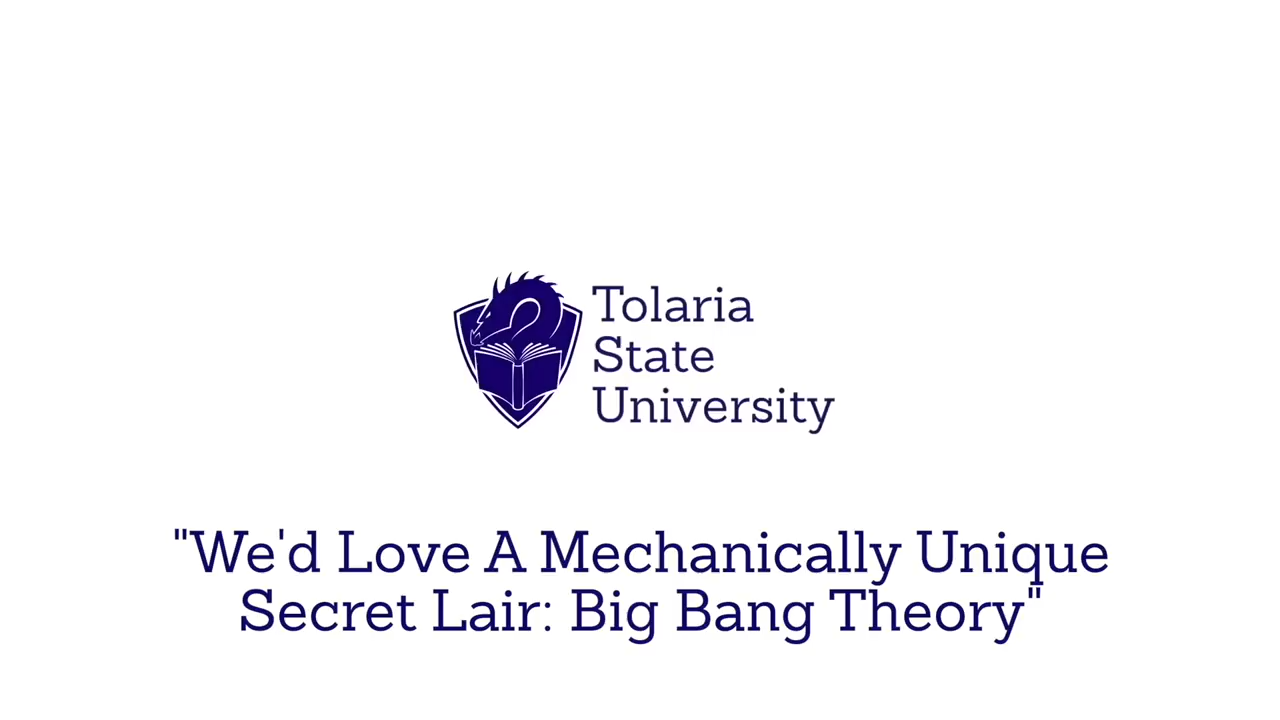 Tolaria
State
University
"We'd Love A Mechanically Unique
Secret Lair: Big Bang Theory"